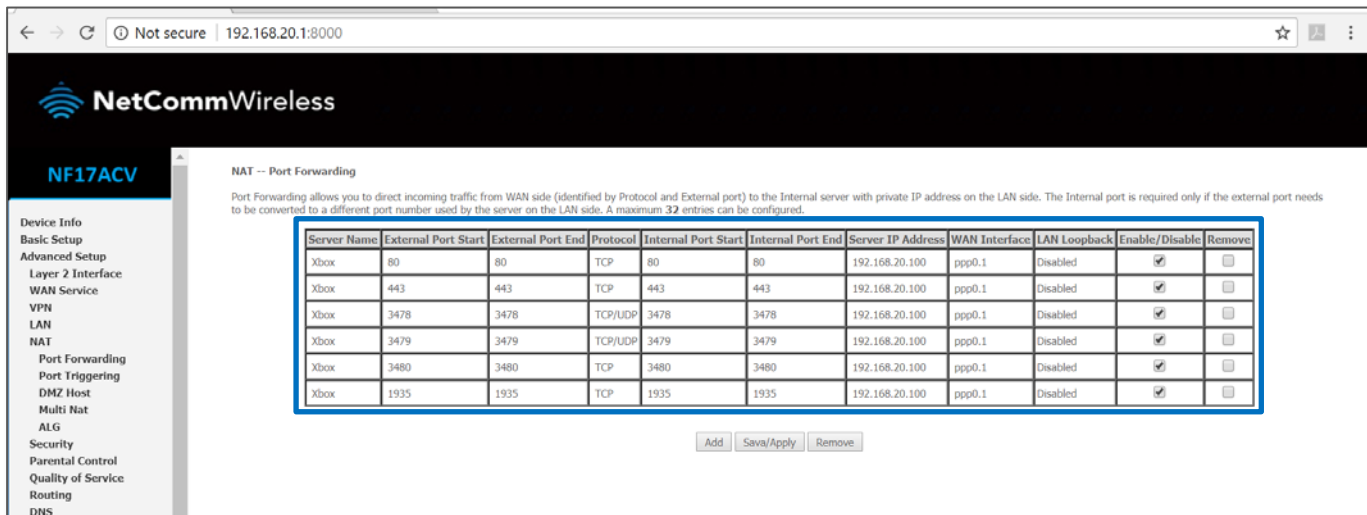 Not secure 192.168.20.1:8000
NetCommWireless
NF17ACV
Device Info
Basic Setup
Advanced Setup
Layer 2 Interface
WAN Service
VPN
LAN
NAT
Port Forwarding
Port Triggering
DMZ Host
Multi Nat
ALG
Security
Parental Control
Quality of Service
Routing
DNS
NAT -- Port Forwarding
Port Forwarding allows you to direct incoming traffic from WAN side (identified by Protocol and External port) to the Internal server with private IP address on the LAN side. The Internal port is required only if the external port needs
to be converted to a different port number used by the server on the LAN side. A maximum 32 entries can be configured.
Server Name External Port Start External Port End Protocol Internal Port Start Internal Port End Server IP Address WAN Interface LAN Loopback Enable/Disable Remove
Xbox 80 80 TCP 80 80 192.168.20.100 ppp0.1 Disabled
Xbox 443 443 TCP 443 443 192.168.20.100 ppp0.1 Disabled
Xbox 3478 3478 TCP/UDP 3478 3478 192.168.20.100 ppp0.1 Disabled
Xbox 3479 3479 TCP/UDP 3479 3479 192.168.20.100 ppp0.1 Disabled
Xbox 3480 3480 TCP 3480 3480 192.168.20.100 ppp0.1 Disabled
Xbox 1935 1935 TCP 1935 1935 192.168.20.100 ppp0.1 Disabled
Add Sava/Apply Remove